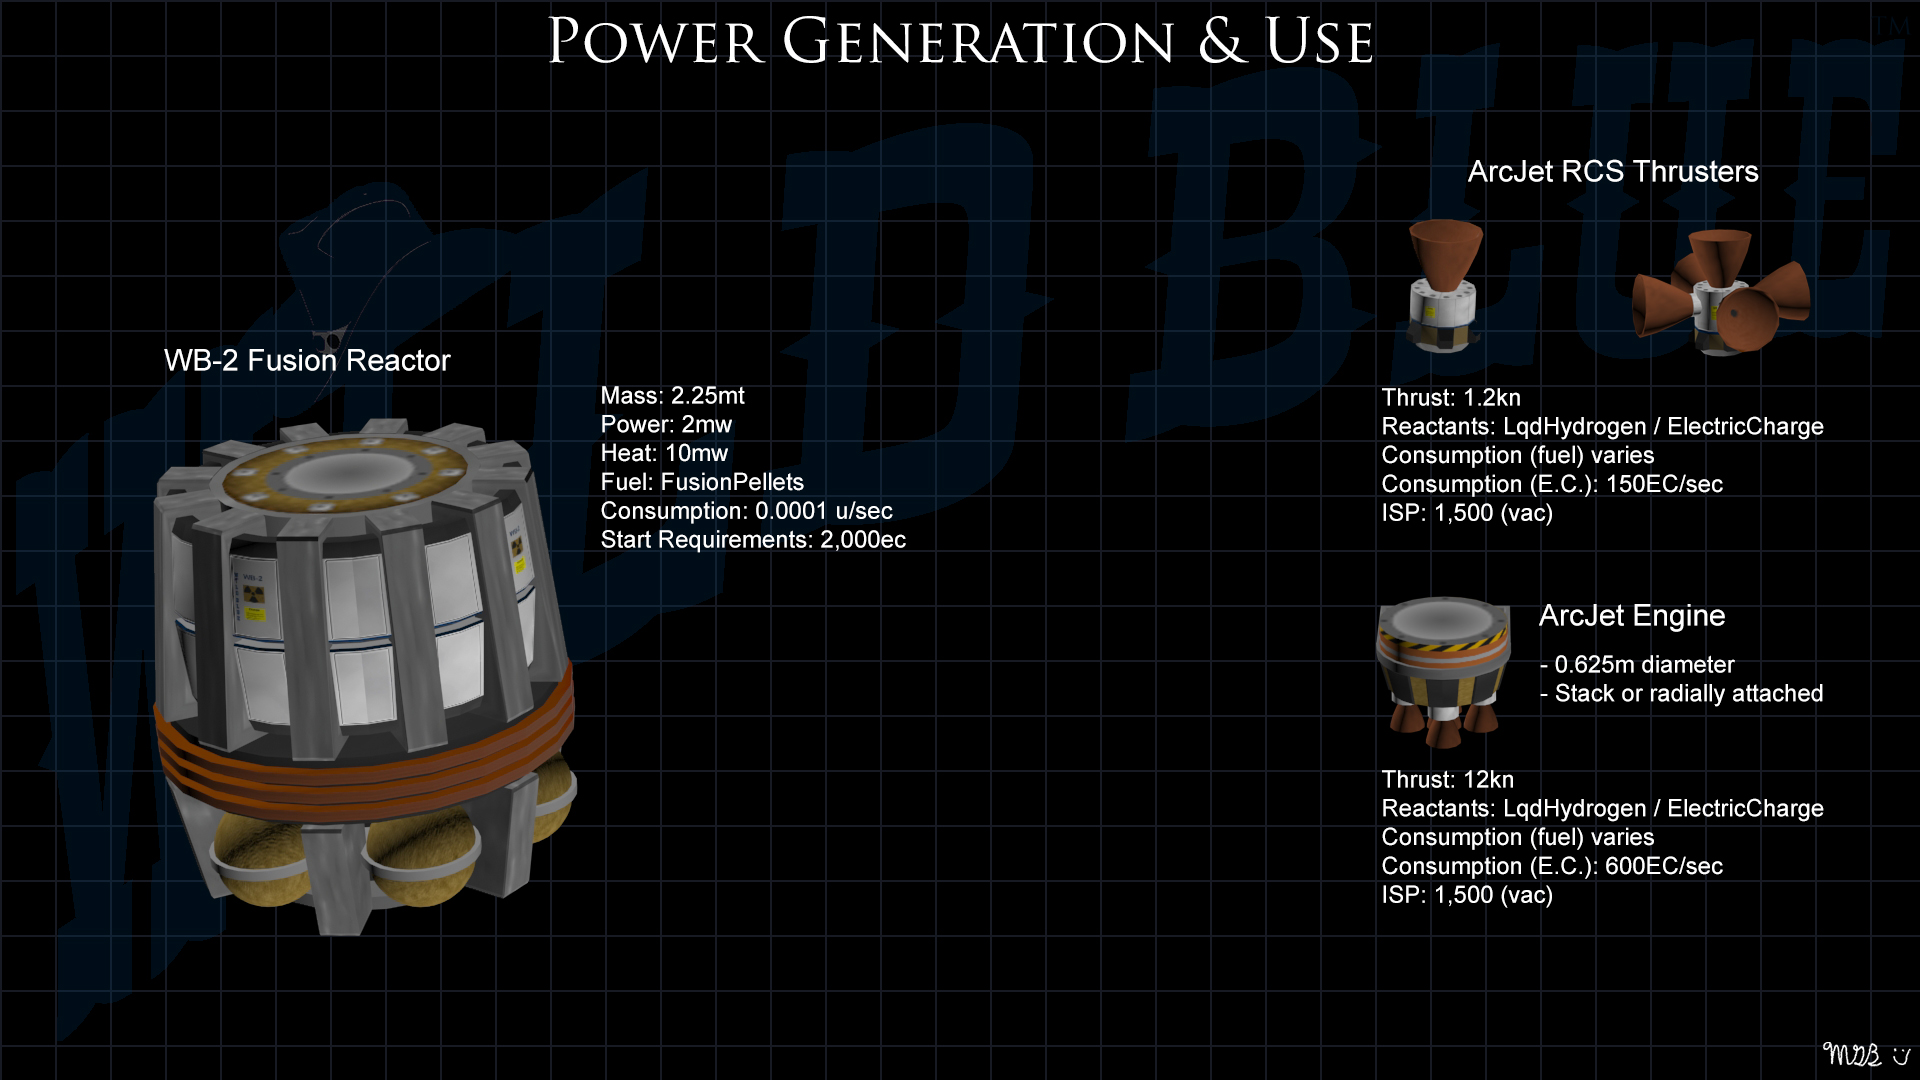 POWER GENERATION & USE
TM
WILD BLUE
ArcJet RCS Thrusters
WB-2 Fusion Reactor
Mass: 2.25mt
Power: 2mw
Heat: 10mw
Fuel: FusionPellets
Consumption: 0.0001 u/sec
Start Requirements: 2,000ec
WB-2
Thrust: 1.2kn
Reactants: LqdHydrogen / ElectricCharge
Consumption (fuel) varies
Consumption (E.C.): 150EC/sec
ISP: 1,500 (vac)
ArcJet Engine
- 0.625m diameter
- Stack or radially attached
Thrust: 12kn
Reactants: LqdHydrogen / ElectricCharge
Consumption (fuel) varies
Consumption (E.C.): 600EC/sec
ISP: 1,500 (vac)
MGB